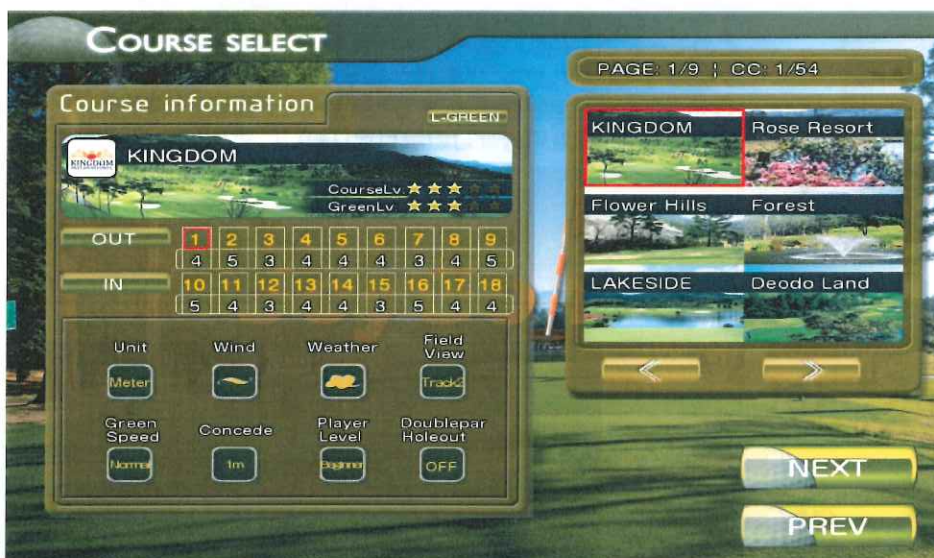 COURSE SELECT
PAGE: 1/9 ¦ CC: 1/54
Course information
L-GREEN
KINGDOM
KINGDOM
CourseLv.
GreenLv.
OUT
1 2 3 4 5 6 7 8 9
4 5 3 4 4 4 3 4 5
IN
10 11 12 13 14 15 16 17 18
5 4 3 4 4 3 5 4 4
Unit Wind Weather Field View
Meter Track2
Green Speed Concede Player Level Doublepar Holeout
Normal 1m Beginner OFF
KINGDOM Rose Resort
Flower Hills Forest
LAKESIDE Deodo Land
NEXT
PREV